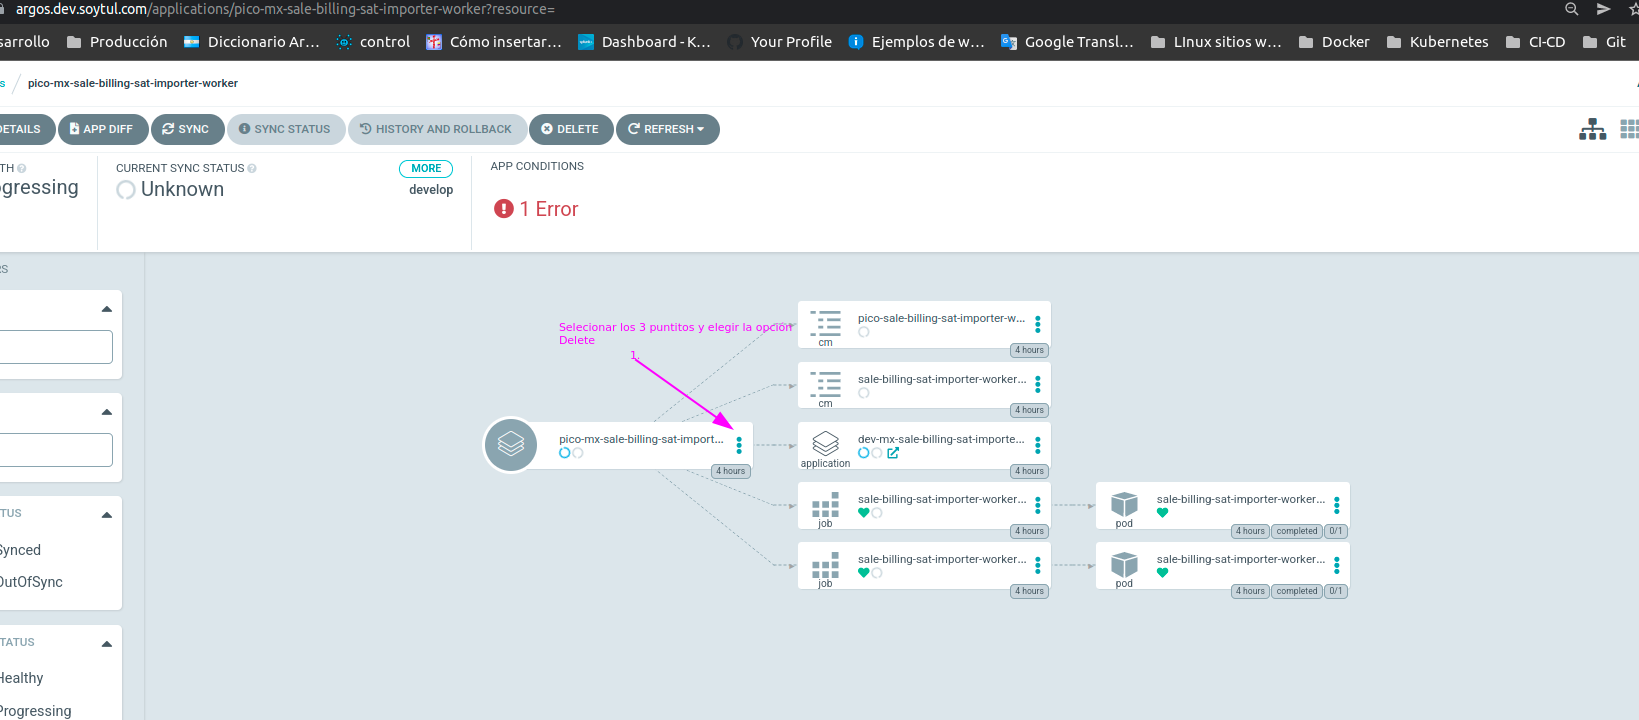 argos.dev.soytul.com/applications/pico-mx-sale-billing-sat-importer-worker?resource=
sarrollo Producción Diccionario Ar... control Cómo insertar... Dashboard - K... Your Profile Ejemplos de w... Google Transl... LInux sitios w... Docker Kubernetes CI-CD Git
s / pico-mx-sale-billing-sat-importer-worker
DETAILS APP DIFF SYNC SYNC STATUS HISTORY AND ROLLBACK DELETE REFRESH
TH CURRENT SYNC STATUS MORE APP CONDITIONS
ogressing Unknown develop
1 Error
RS
TUS
Synced
OutOfSync
TATUS
Healthy
Progressing
Selecionar los 3 puntitos y elegir la opción
Delete
1.
pico-mx-sale-billing-sat-import...
4 hours
pico-sale-billing-sat-importer-w...
cm
4 hours
sale-billing-sat-importer-worker...
cm
4 hours
dev-mx-sale-billing-sat-importe...
application
4 hours
sale-billing-sat-importer-worker...
job
4 hours
sale-billing-sat-importer-worker...
pod
4 hours completed 0/1
sale-billing-sat-importer-worker...
job
4 hours
sale-billing-sat-importer-worker...
pod
4 hours completed 0/1